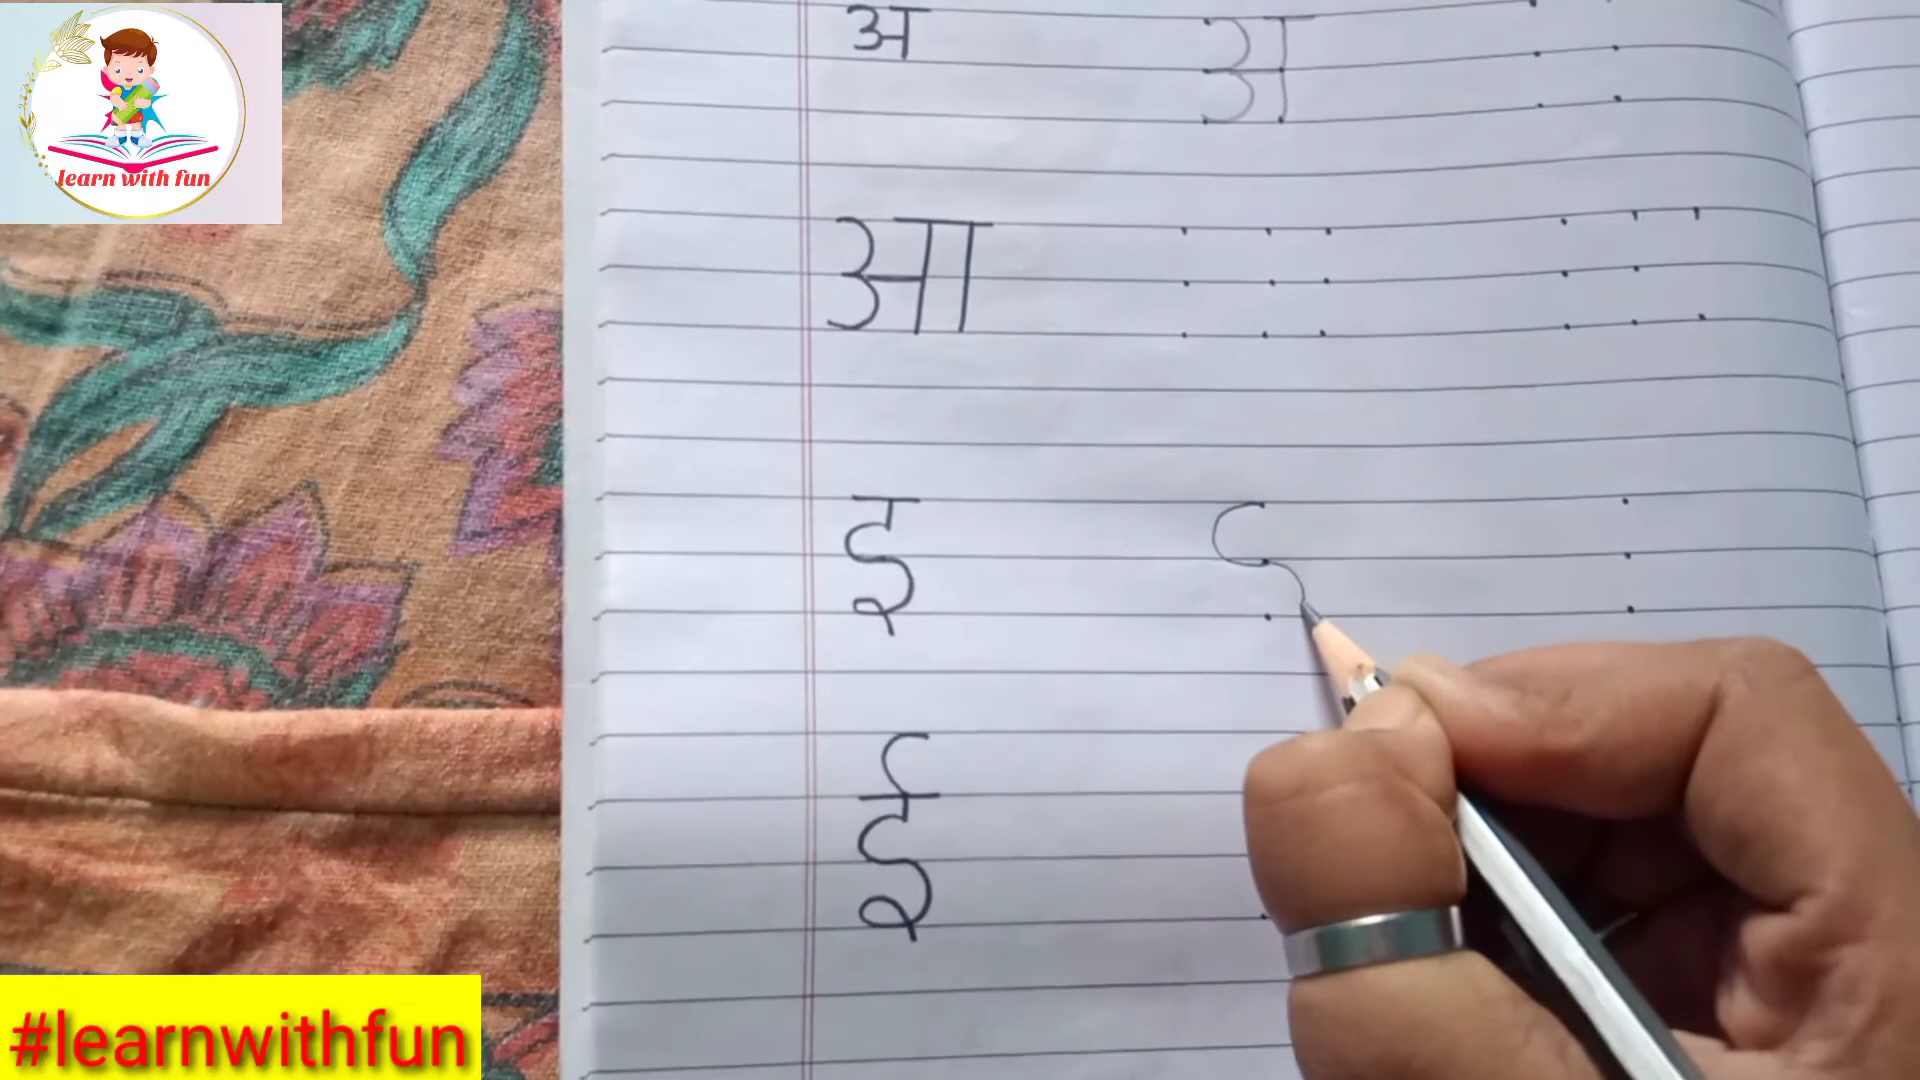 learn with fun
अ अ
आ
इ
ई
#learnwithfun